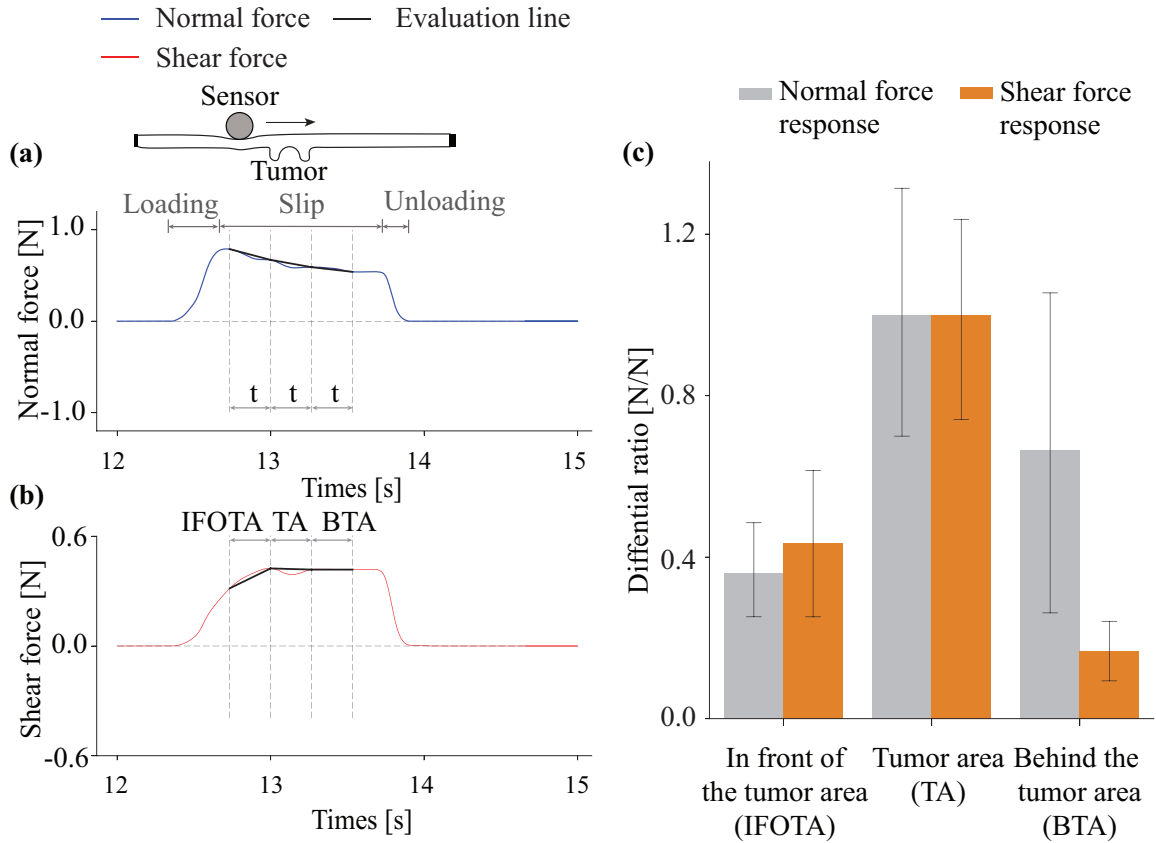 Normal force
Evaluation line
Shear force
Sensor
Tumor
(a)
Loading
Slip
Unloading
Normal force [N]
1.0
0.0
-1.0
t
t
t
12
13
14
15
Times [s]
(b)
IFOTA
TA
BTA
Shear force [N]
0.6
0.0
-0.6
12
13
14
15
Times [s]
Normal force
response
Shear force
response
(c)
Diffential ratio [N/N]
1.2
0.8
0.4
0.0
In front of
the tumor area
(IFOTA)
Tumor area
(TA)
Behind the
tumor area
(BTA)